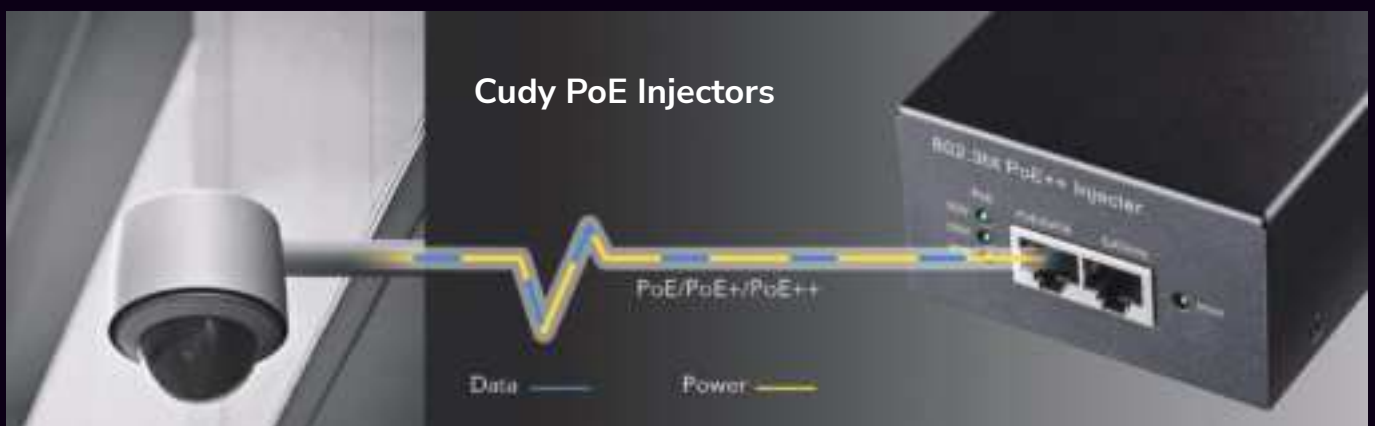 Cudy PoE Injectors
802.3bt PoE++ Injector
PoE/PoE+/PoE++
Data
Power